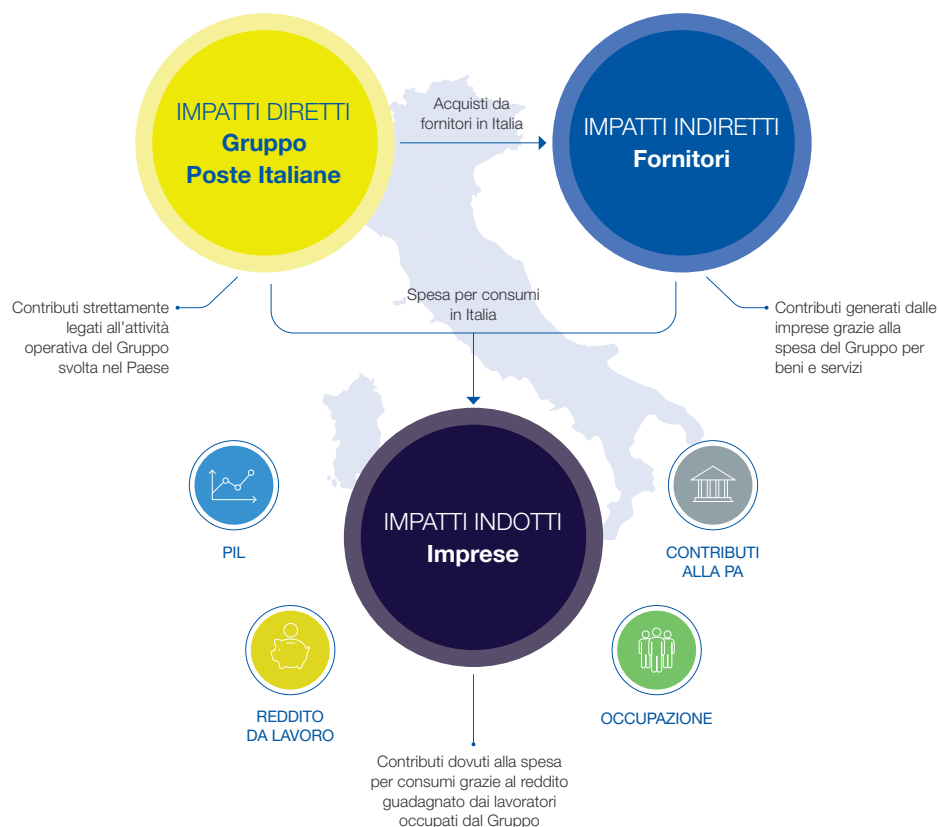 IMPATTI DIRETTI
Gruppo
Poste Italiane
Acquisti da
fornitori in Italia
IMPATTI INDIRETTI
Fornitori
Contributi strettamente
legati all'attività
operativa del Gruppo
svolta nel Paese
Spesa per consumi
in Italia
Contributi generati dalle
imprese grazie alla
spesa del Gruppo per
beni e servizi
IMPATTI INDOTTI
Imprese
PIL
CONTRIBUTI
ALLA PA
REDDITO
DA LAVORO
OCCUPAZIONE
Contributi dovuti alla spesa
per consumi grazie al reddito
guadagnato dai lavoratori
occupati dal Gruppo